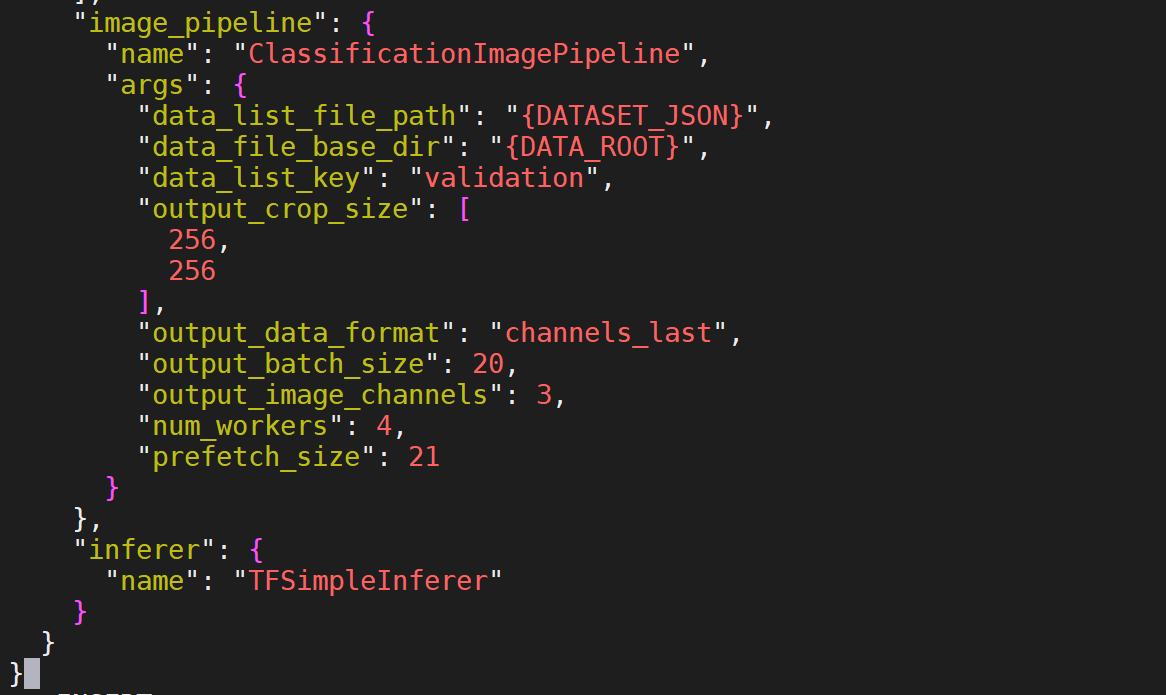 "image_pipeline": {
"name": "ClassificationImagePipeline",
"args": {
"data_list_file_path": "{DATASET_JSON}",
"data_file_base_dir": "{DATA_ROOT}",
"data_list_key": "validation",
"output_crop_size": [
256,
256
],
"output_data_format": "channels_last",
"output_batch_size": 20,
"output_image_channels": 3,
"num_workers": 4,
"prefetch_size": 21
}
},
"inferer": {
"name": "TFSimpleInferer"
}
}
}